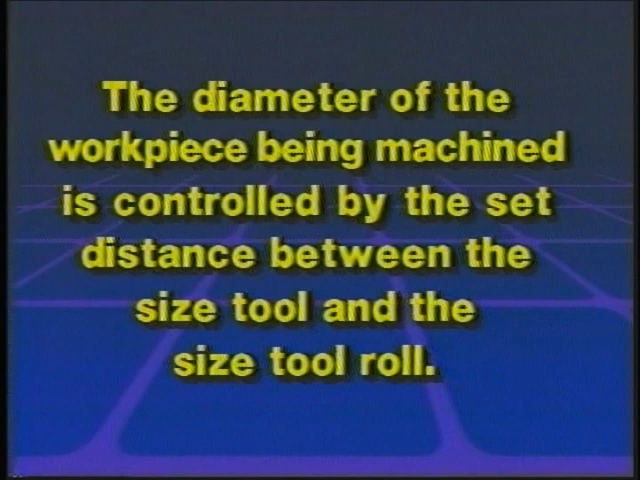 The diameter of the
workpiece being machined
is controlled by the set
distance between the
size tool and the
size tool roll.